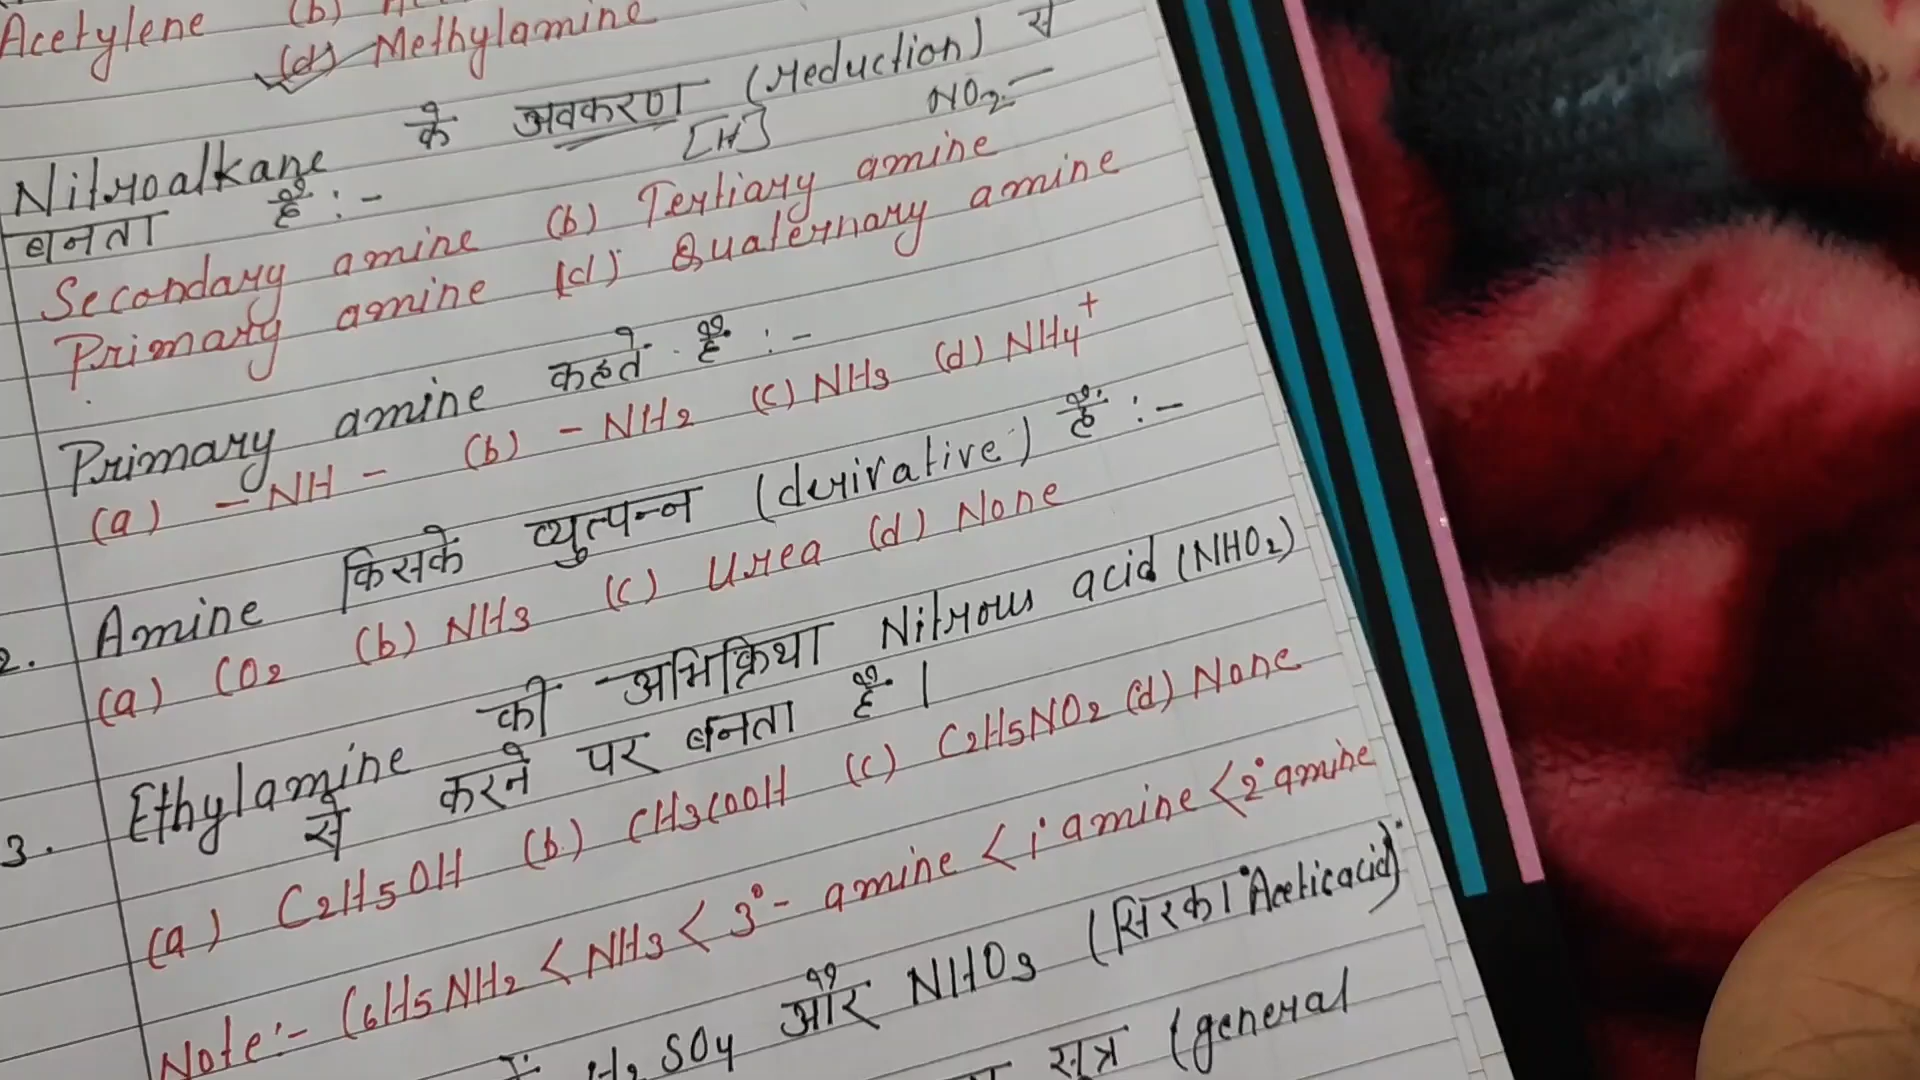 Acetylene (b)
(d) Methylamine
Nitroalkane के अवकरण (reduction) से
[H] NO2-
बनता है :-
Secondary amine (b) Tertiary amine
Primary amine (d) Quaternary amine
Primary amine कहते हैं :-
(a) -NH- (b) -NH2 (c) NH3 (d) NH4+
2. Amine किसके व्युत्पन्न (derivative) हैं :-
(a) CO2 (b) NH3 (c) Urea (d) None
3. Ethylamine की अभिक्रिया Nitrous acid (NHO2)
से करने पर बनता है।
(a) C2H5OH (b) CH3COOH (c) C2H5NO2 (d) None
Note:- C6H5NH2 < NH3 < 3°- amine < 1° amine < 2° amine
H2SO4 और NHO3 (सिरका Acetic acid)
सूत्र (general